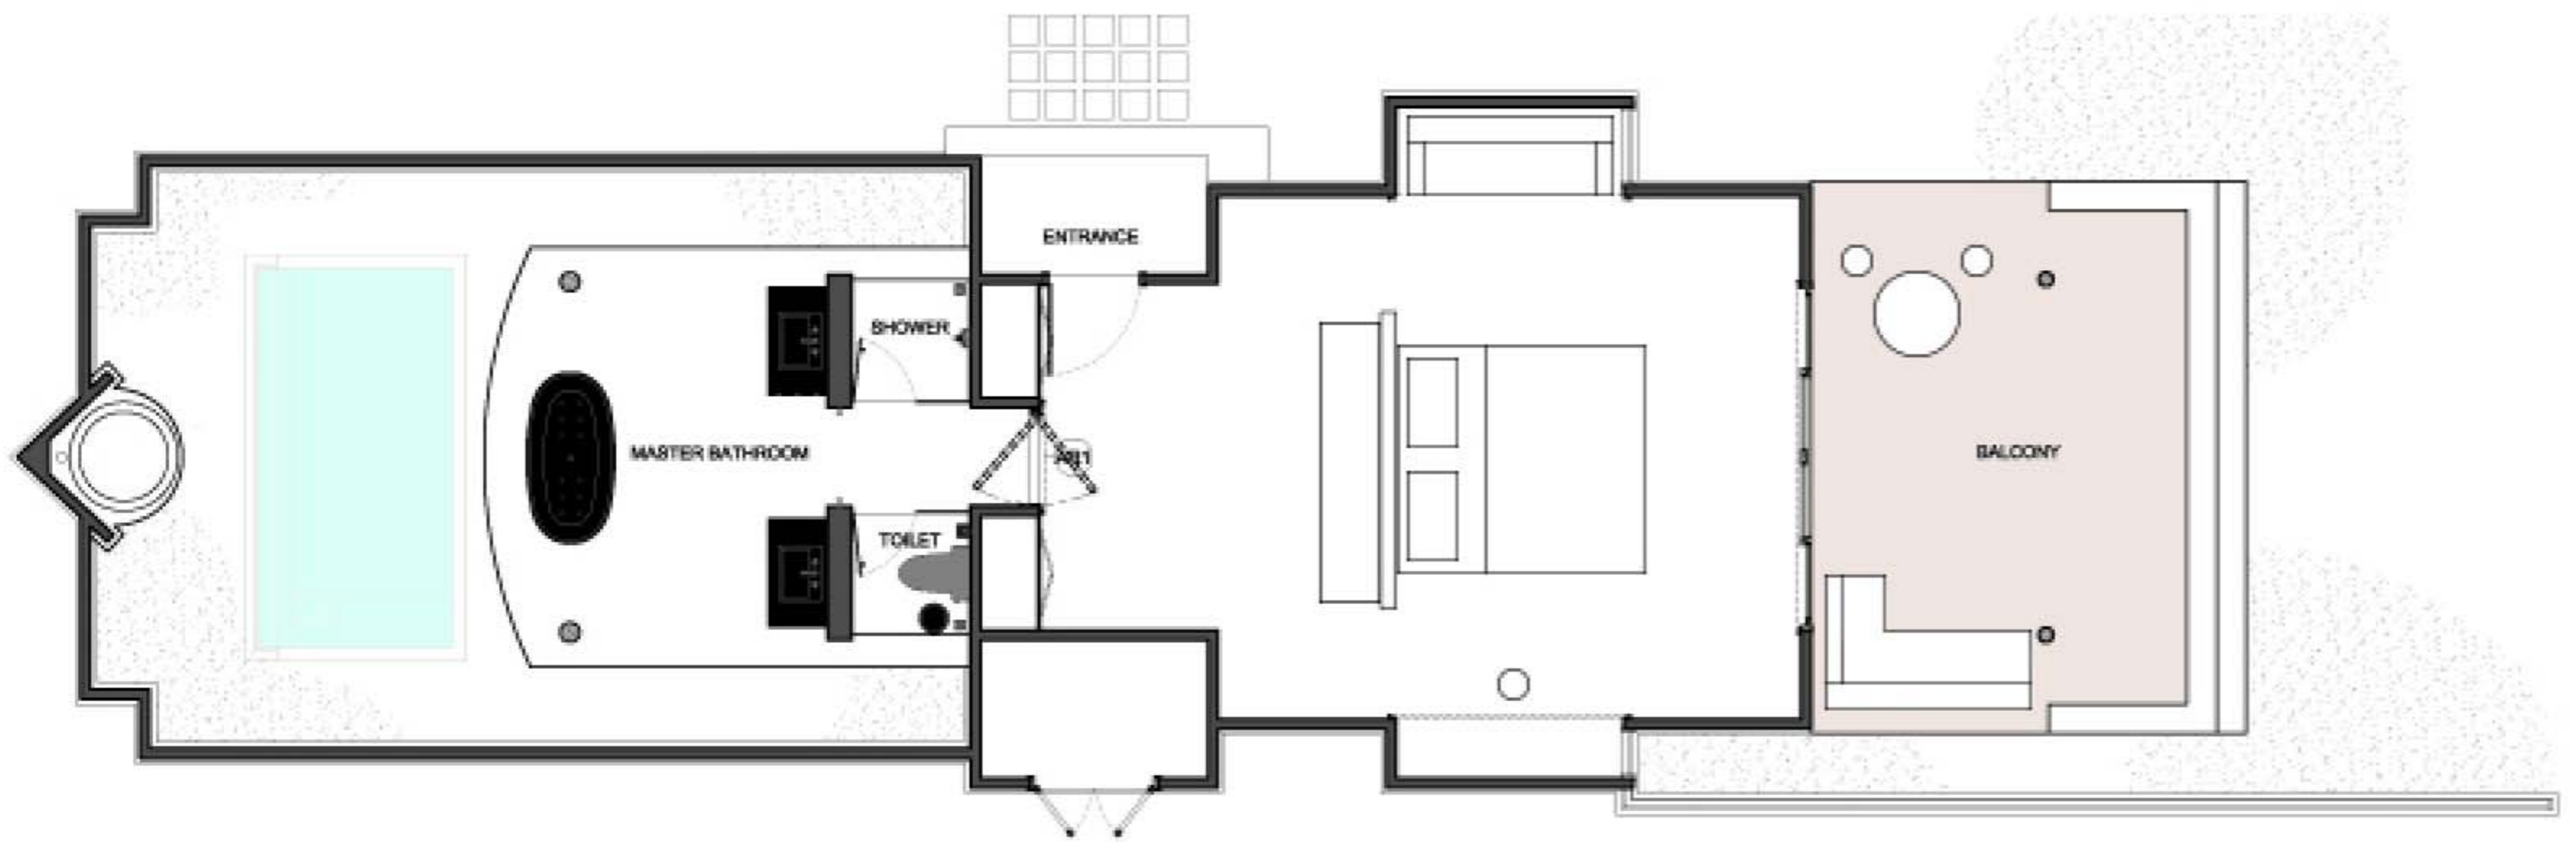 ENTRANCE
SHOWER
MASTER BATHROOM
BALCONY
TOILET